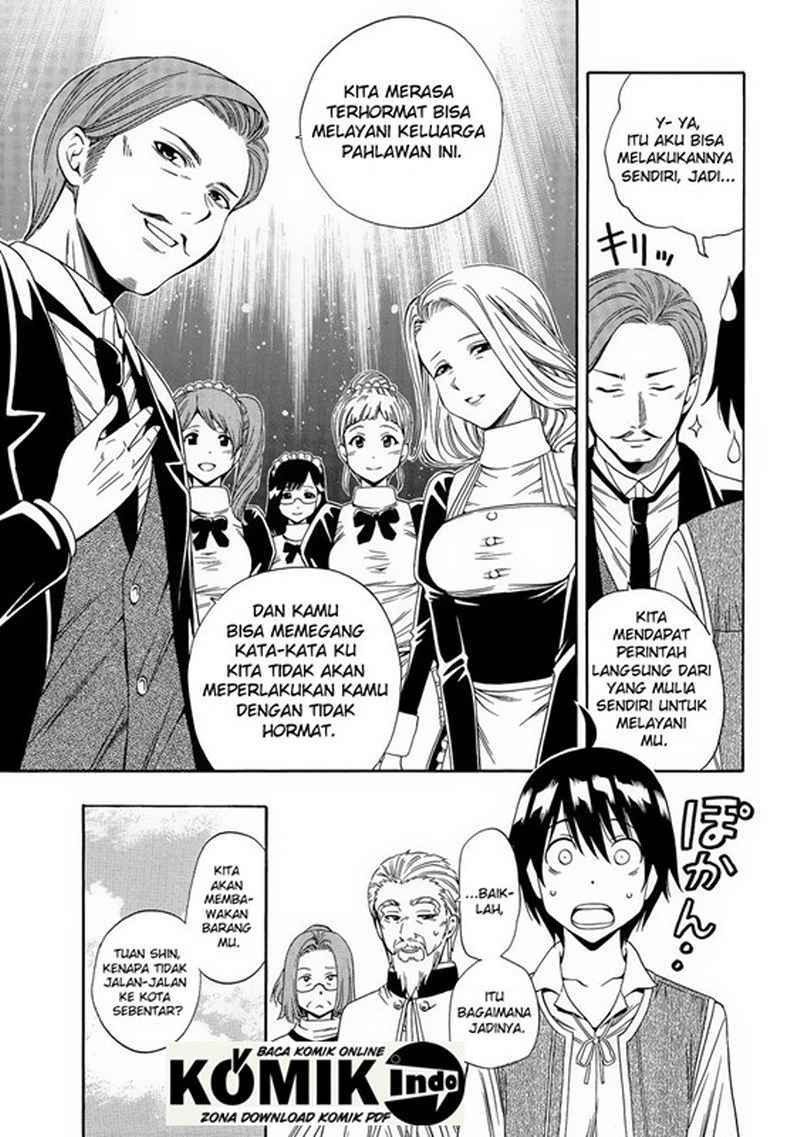 Y- YA,
ITU AKU BISA
MELAKUKANNYA
SENDIRI, JADI...
キリッ
KITA
MENDAPAT
PERINTAH
LANGSUNG DARI
YANG MULIA
SENDIRI UNTUK
MELAYANI
MU.
KITA MERASA
TERHORMAT BISA
MELAYANI KELUARGA
PAHLAWAN INI.
DAN KAMU
BISA MEMEGANG
KATA-KATA KU
KITA TIDAK AKAN
MEPERLAKUKAN KAMU
DENGAN TIDAK
HORMAT.
ぽかん・・
...BAIK-
LAH,
ITU
BAGAIMANA
JADINYA.
KITA
AKAN
MEMBA-
WAKAN
BARANG
MU.
TUAN SHIN,
KENAPA TIDAK
JALAN-JALAN
KE KOTA
SEBENTAR?
BACA KOMIK ONLINE
KOMIK Indo
ZONA DOWNLOAD KOMIK PDF